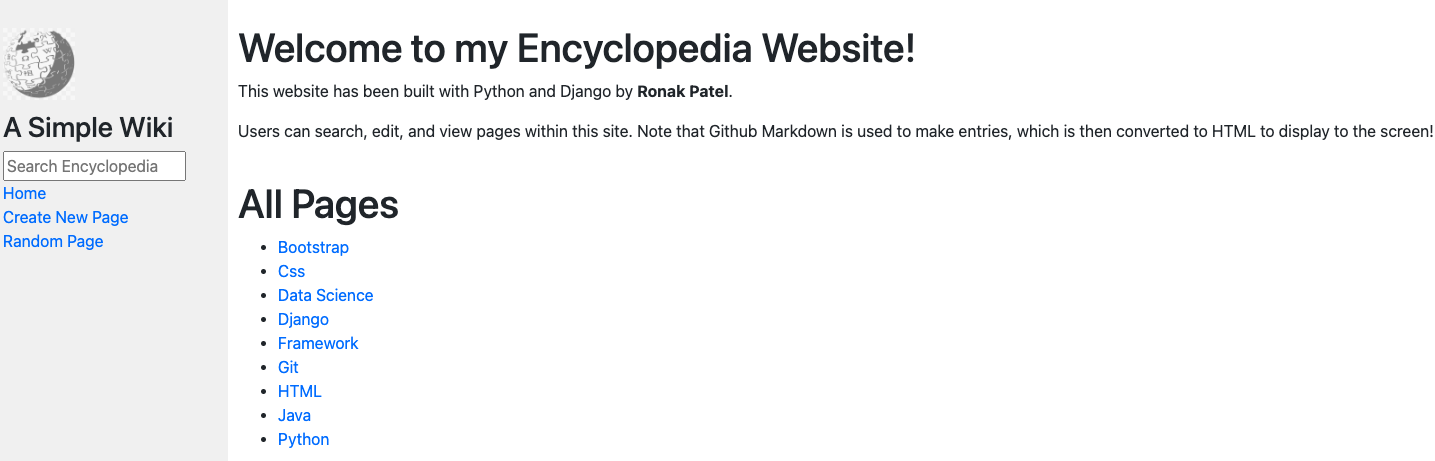 A Simple Wiki
Search Encyclopedia
Home
Create New Page
Random Page
Welcome to my Encyclopedia Website!
This website has been built with Python and Django by Ronak Patel.
Users can search, edit, and view pages within this site. Note that Github Markdown is used to make entries, which is then converted to HTML to display to the screen!
All Pages
Bootstrap
Css
Data Science
Django
Framework
Git
HTML
Java
Python